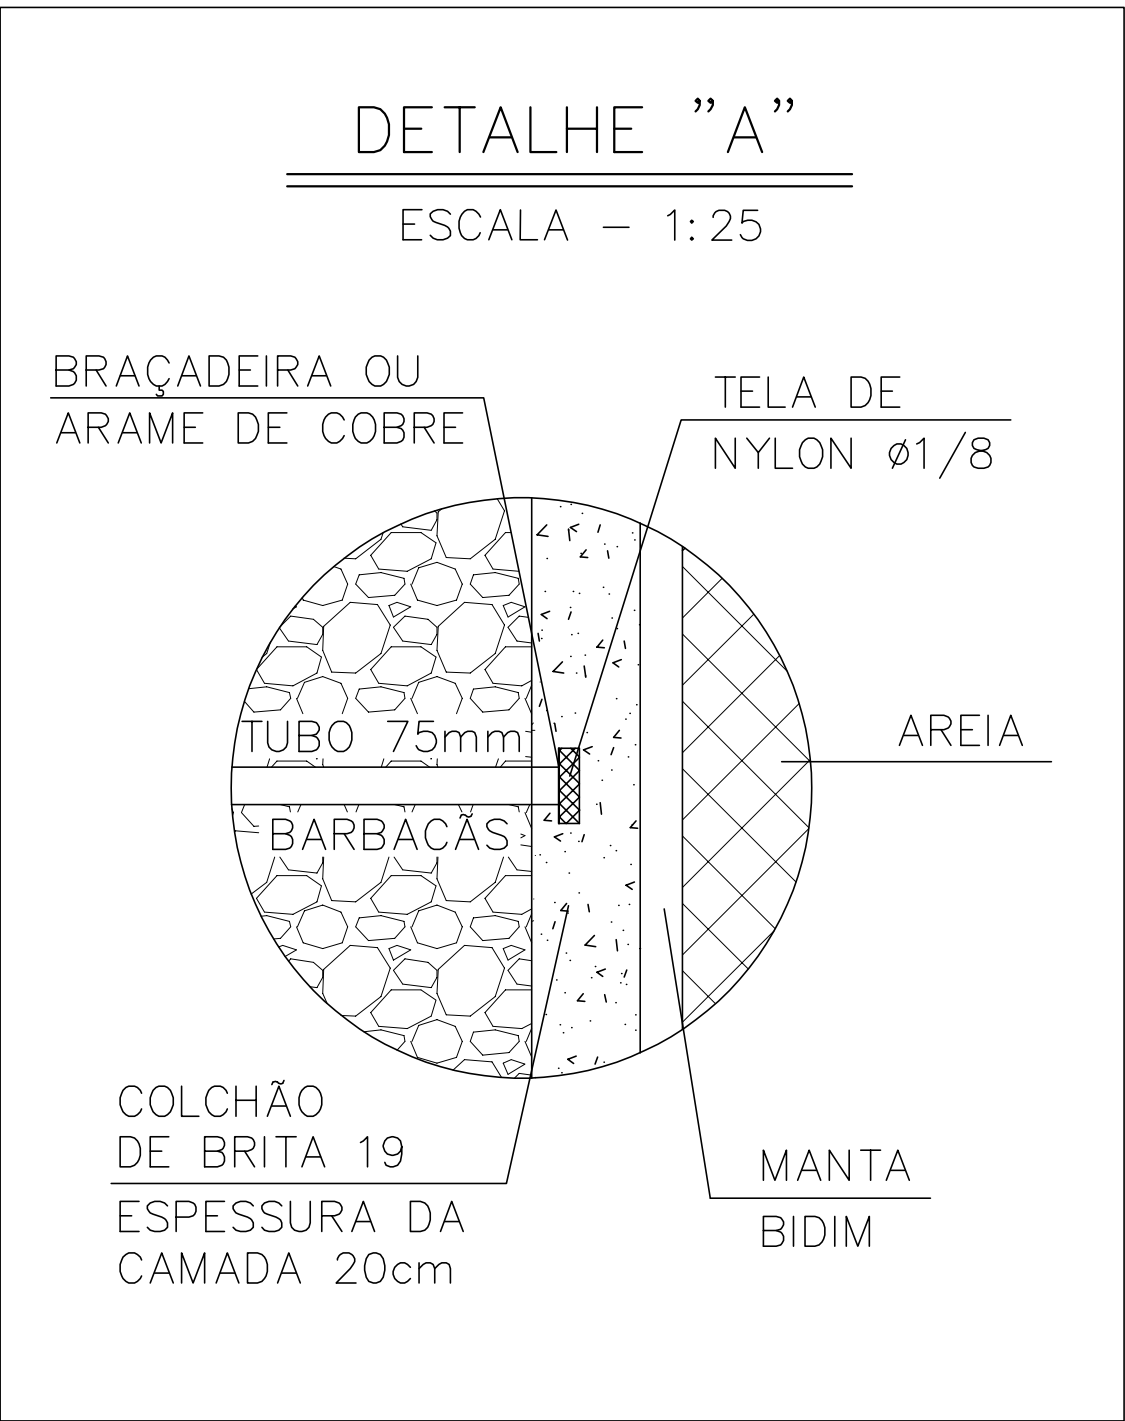 DETALHE "A"
ESCALA – 1:25
BRAÇADEIRA OU
ARAME DE COBRE
TELA DE
NYLON ø1/8
TUBO 75mm
BARBACÃS
AREIA
COLCHÃO
DE BRITA 19
ESPESSURA DA
CAMADA 20cm
MANTA
BIDIM